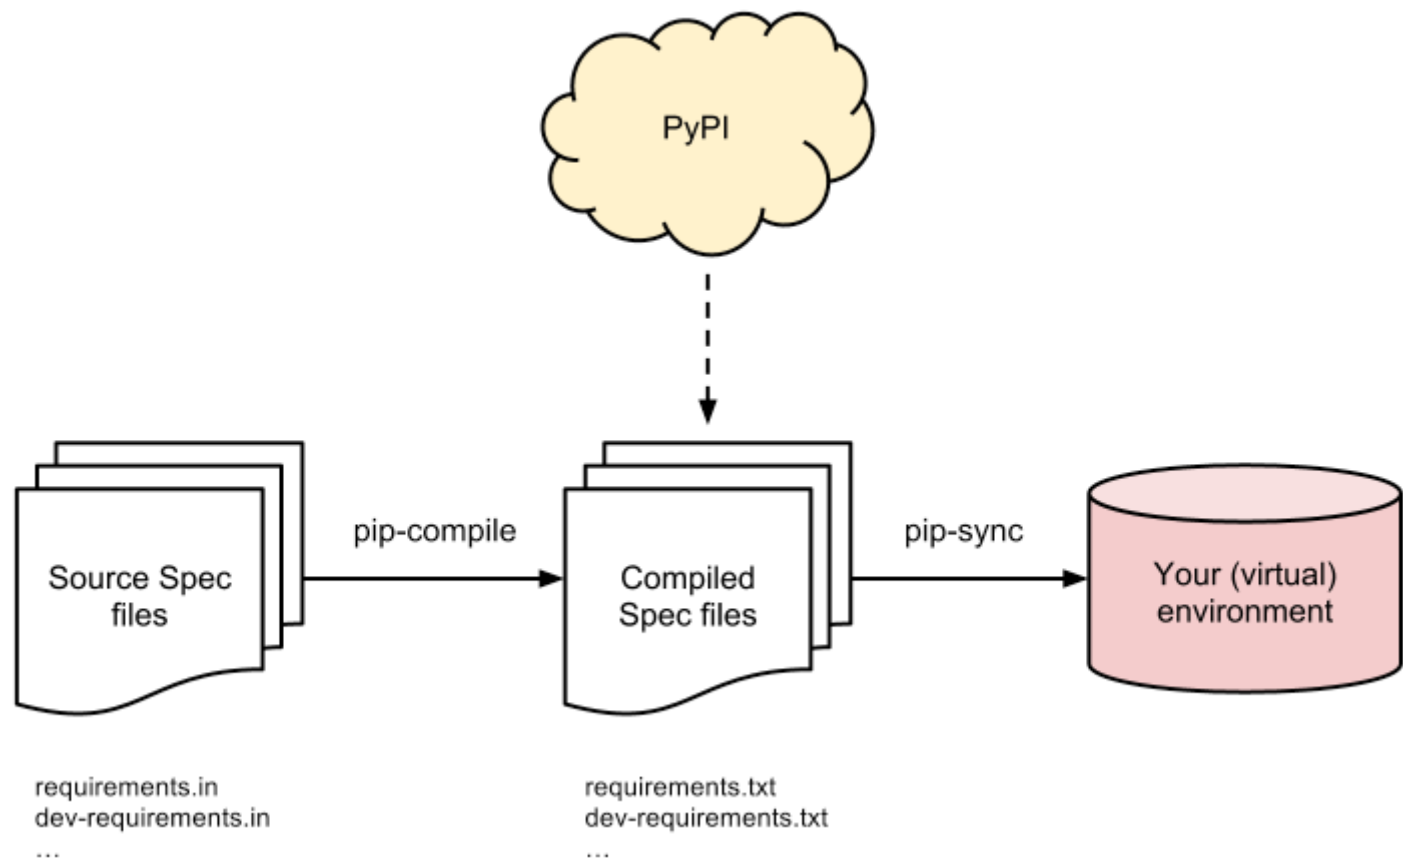 PyPI
pip-compile
pip-sync
Source Spec
files
Compiled
Spec files
Your (virtual)
environment
requirements.in
dev-requirements.in
...
requirements.txt
dev-requirements.txt
...